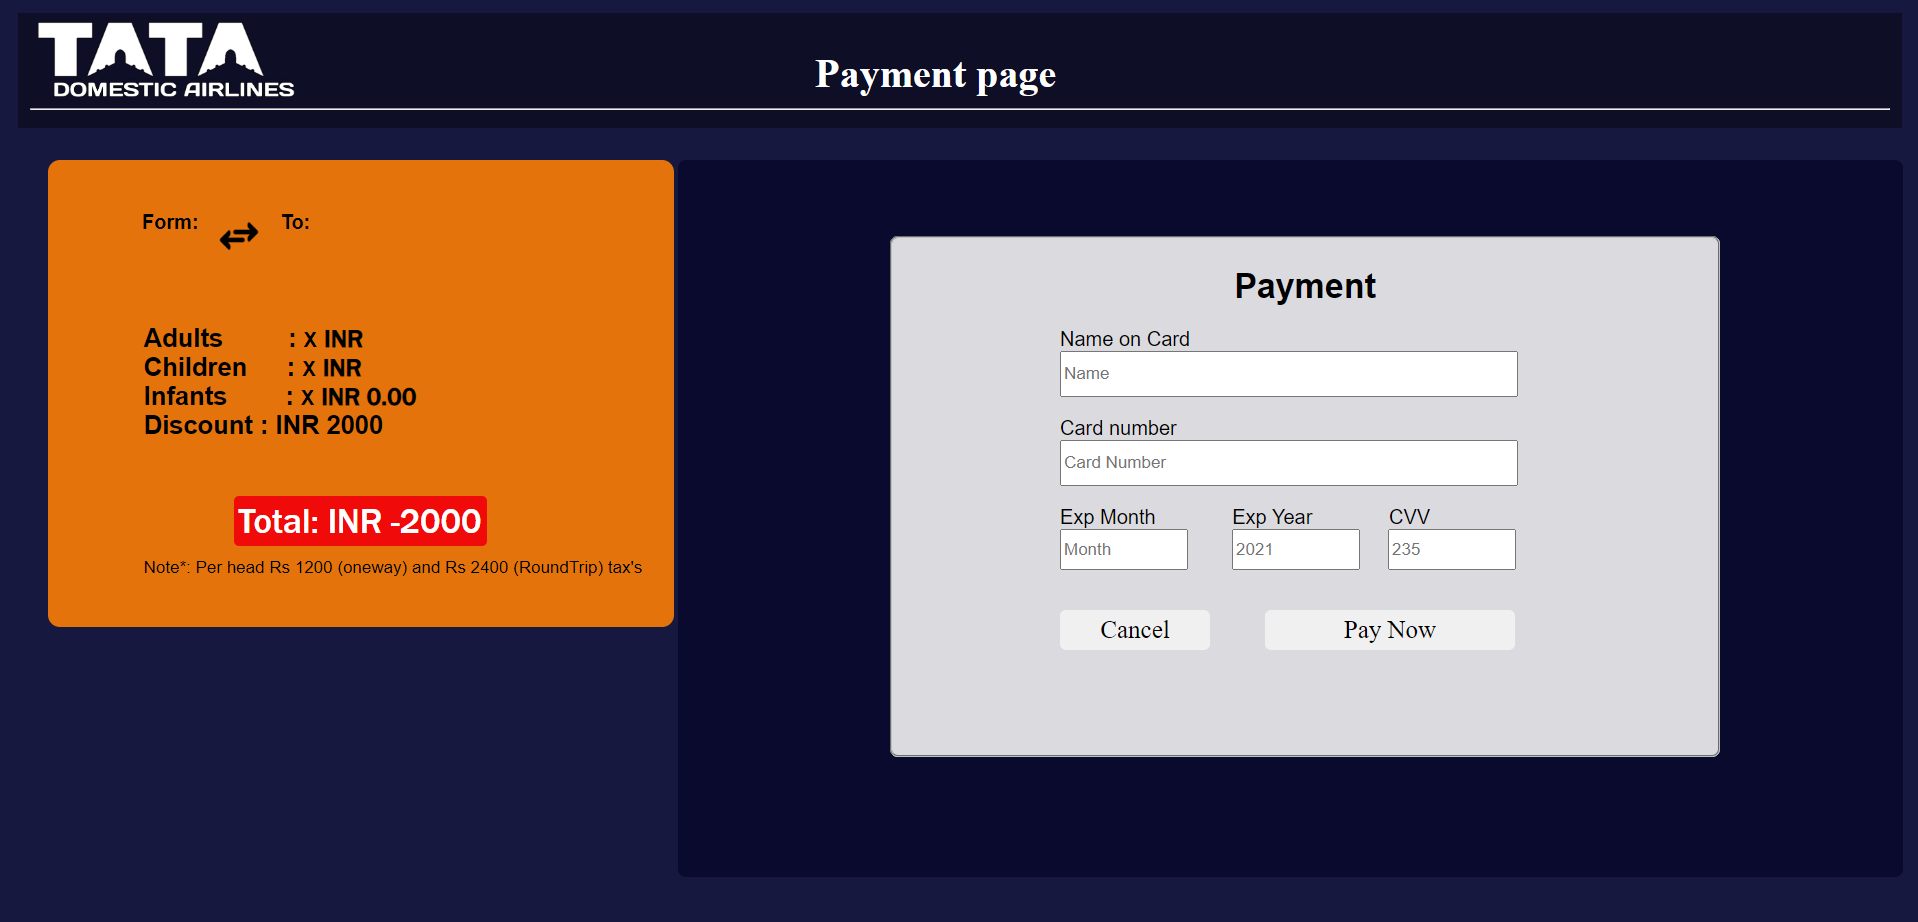 TATA
DOMESTIC AIRLINES
Payment page
Form: To:
Adults : X INR
Children : X INR
Infants : X INR 0.00
Discount : INR 2000
Total: INR -2000
Note*: Per head Rs 1200 (oneway) and Rs 2400 (RoundTrip) tax's
Payment
Name on Card
Name
Card number
Card Number
Exp Month Exp Year CVV
Month 2021 235
Cancel Pay Now